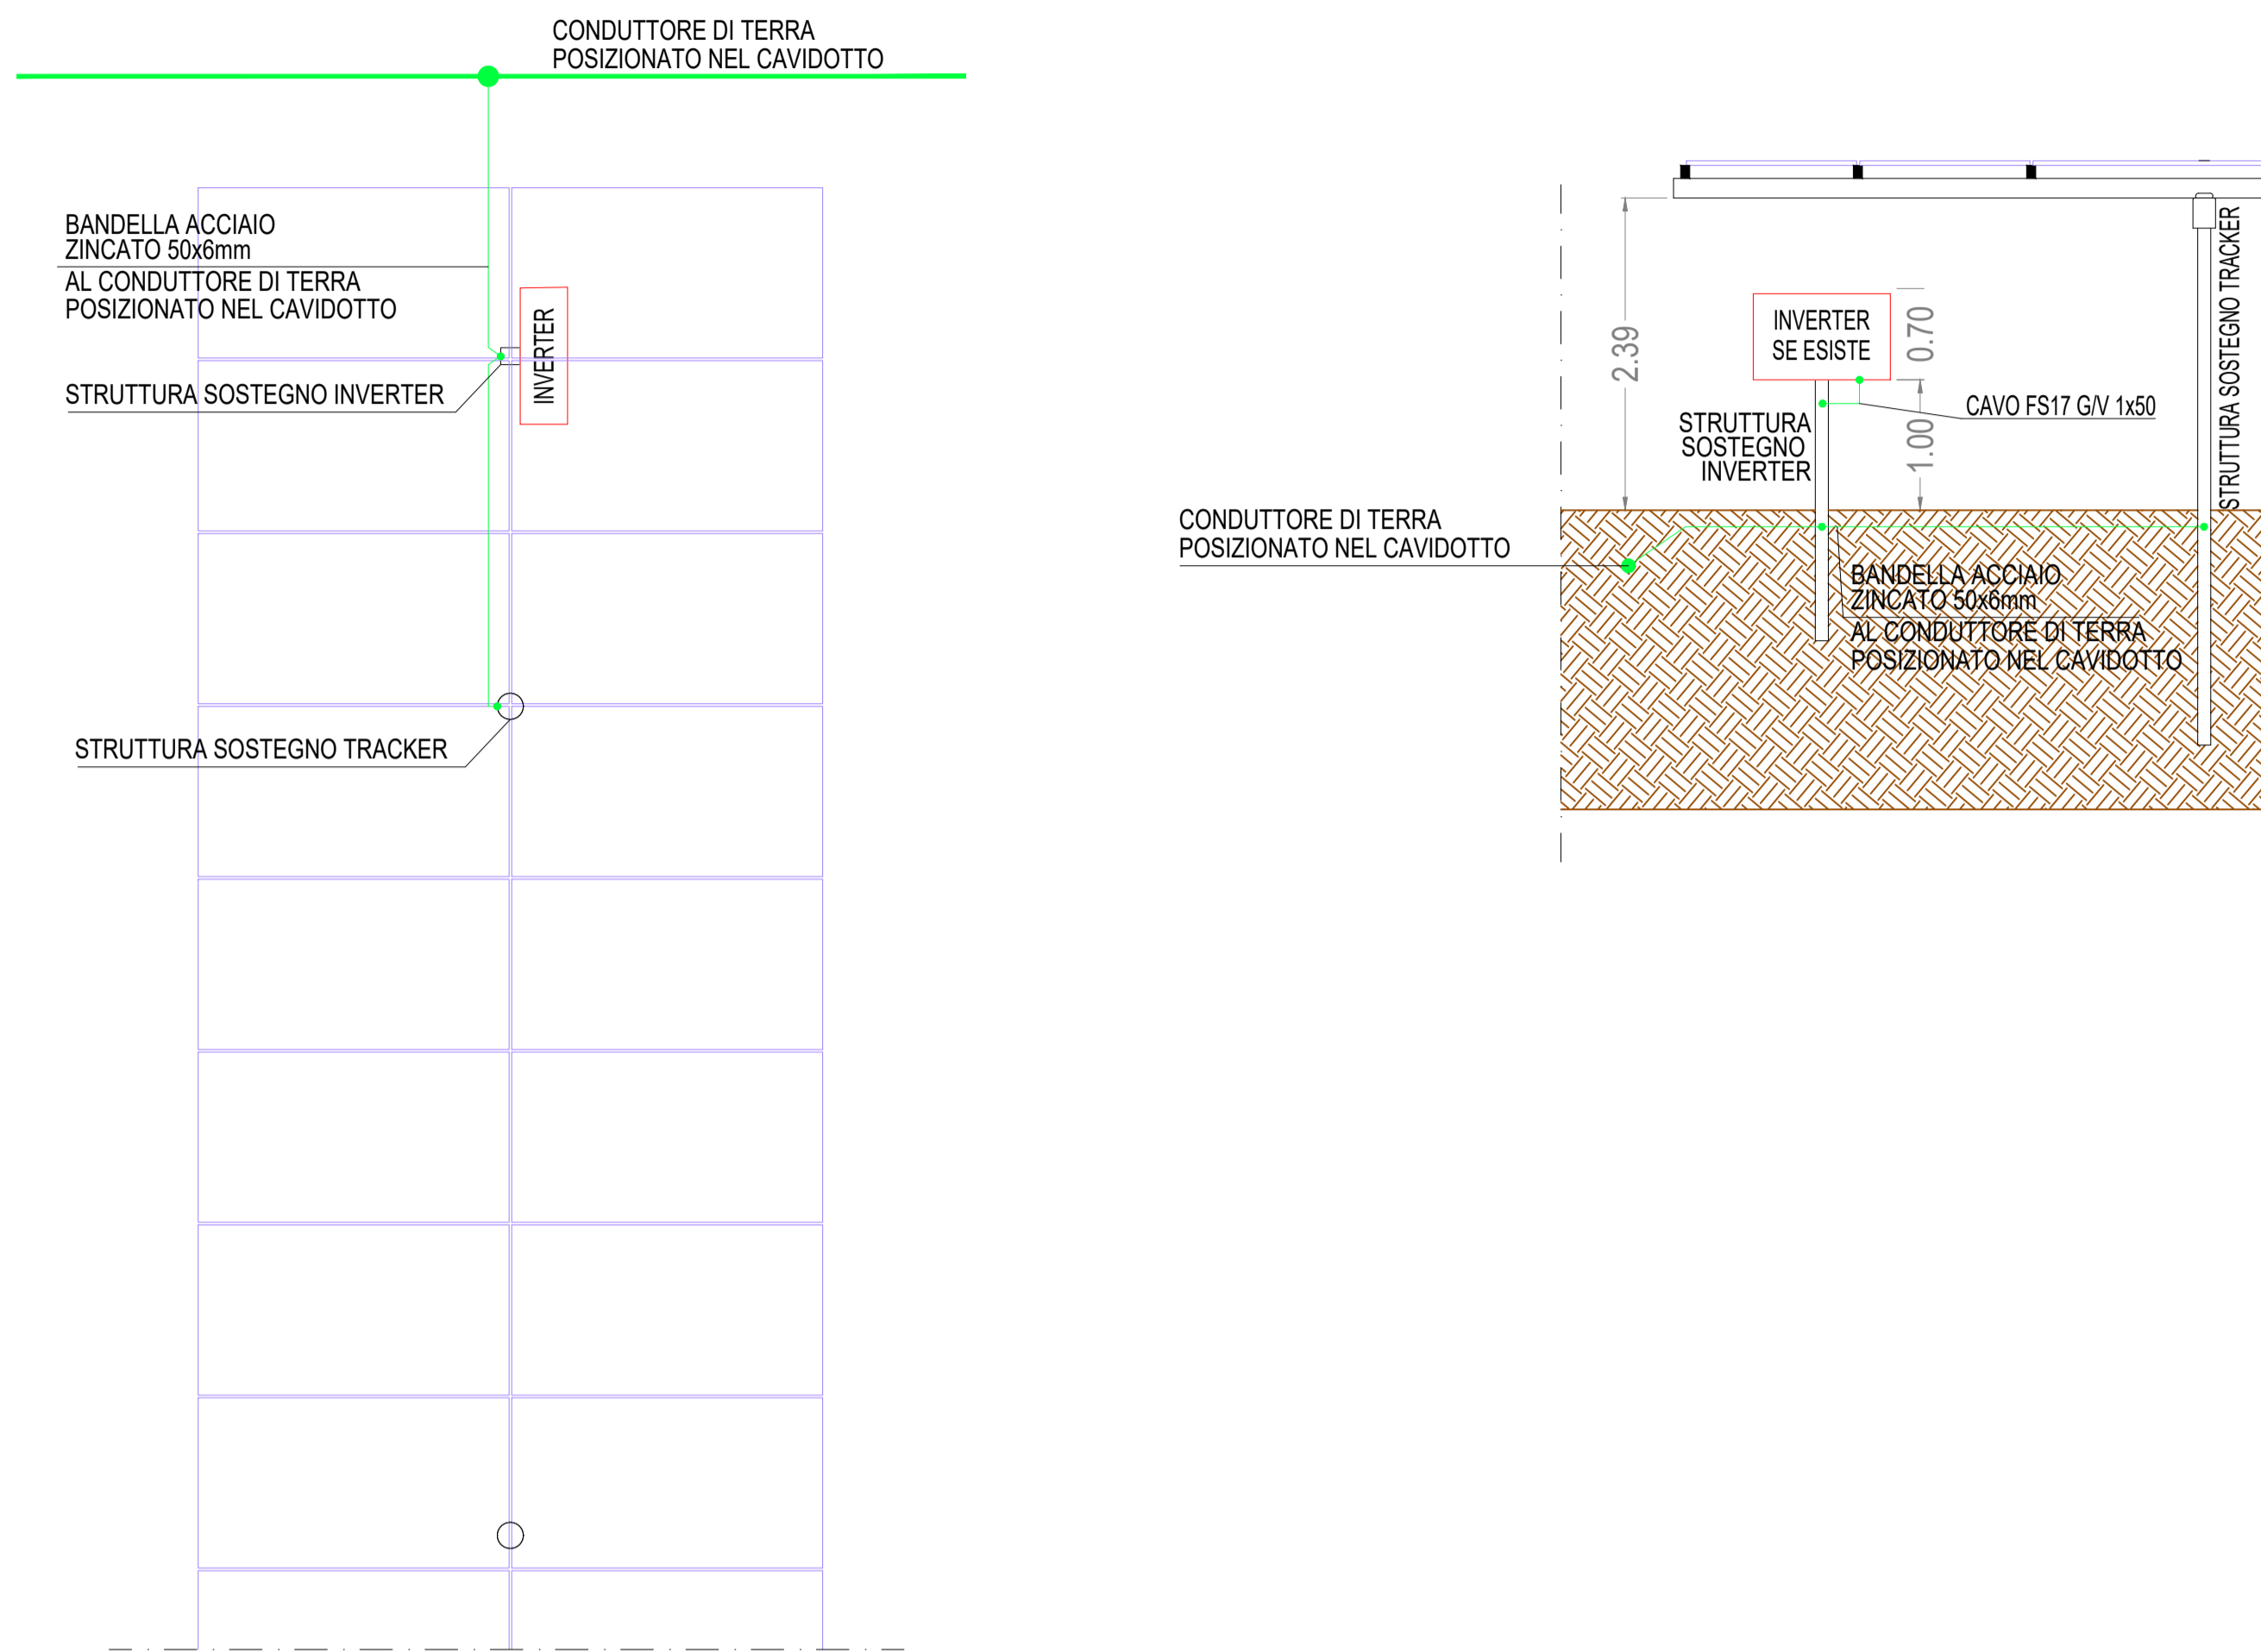 CONDUTTORE DI TERRA
POSIZIONATO NEL CAVIDOTTO
BANDELLA ACCIAIO
ZINCATO 50x6mm
AL CONDUTTORE DI TERRA
POSIZIONATO NEL CAVIDOTTO
INVERTER
STRUTTURA SOSTEGNO INVERTER
STRUTTURA SOSTEGNO TRACKER
2.39
INVERTER
SE ESISTE
0.70
1.00
CAVO FS17 G/V 1x50
STRUTTURA SOSTEGNO TRACKER
STRUTTURA
SOSTEGNO
INVERTER
CONDUTTORE DI TERRA
POSIZIONATO NEL CAVIDOTTO
BANDELLA ACCIAIO
ZINCATO 50x6mm
AL CONDUTTORE DI TERRA
POSIZIONATO NEL CAVIDOTTO